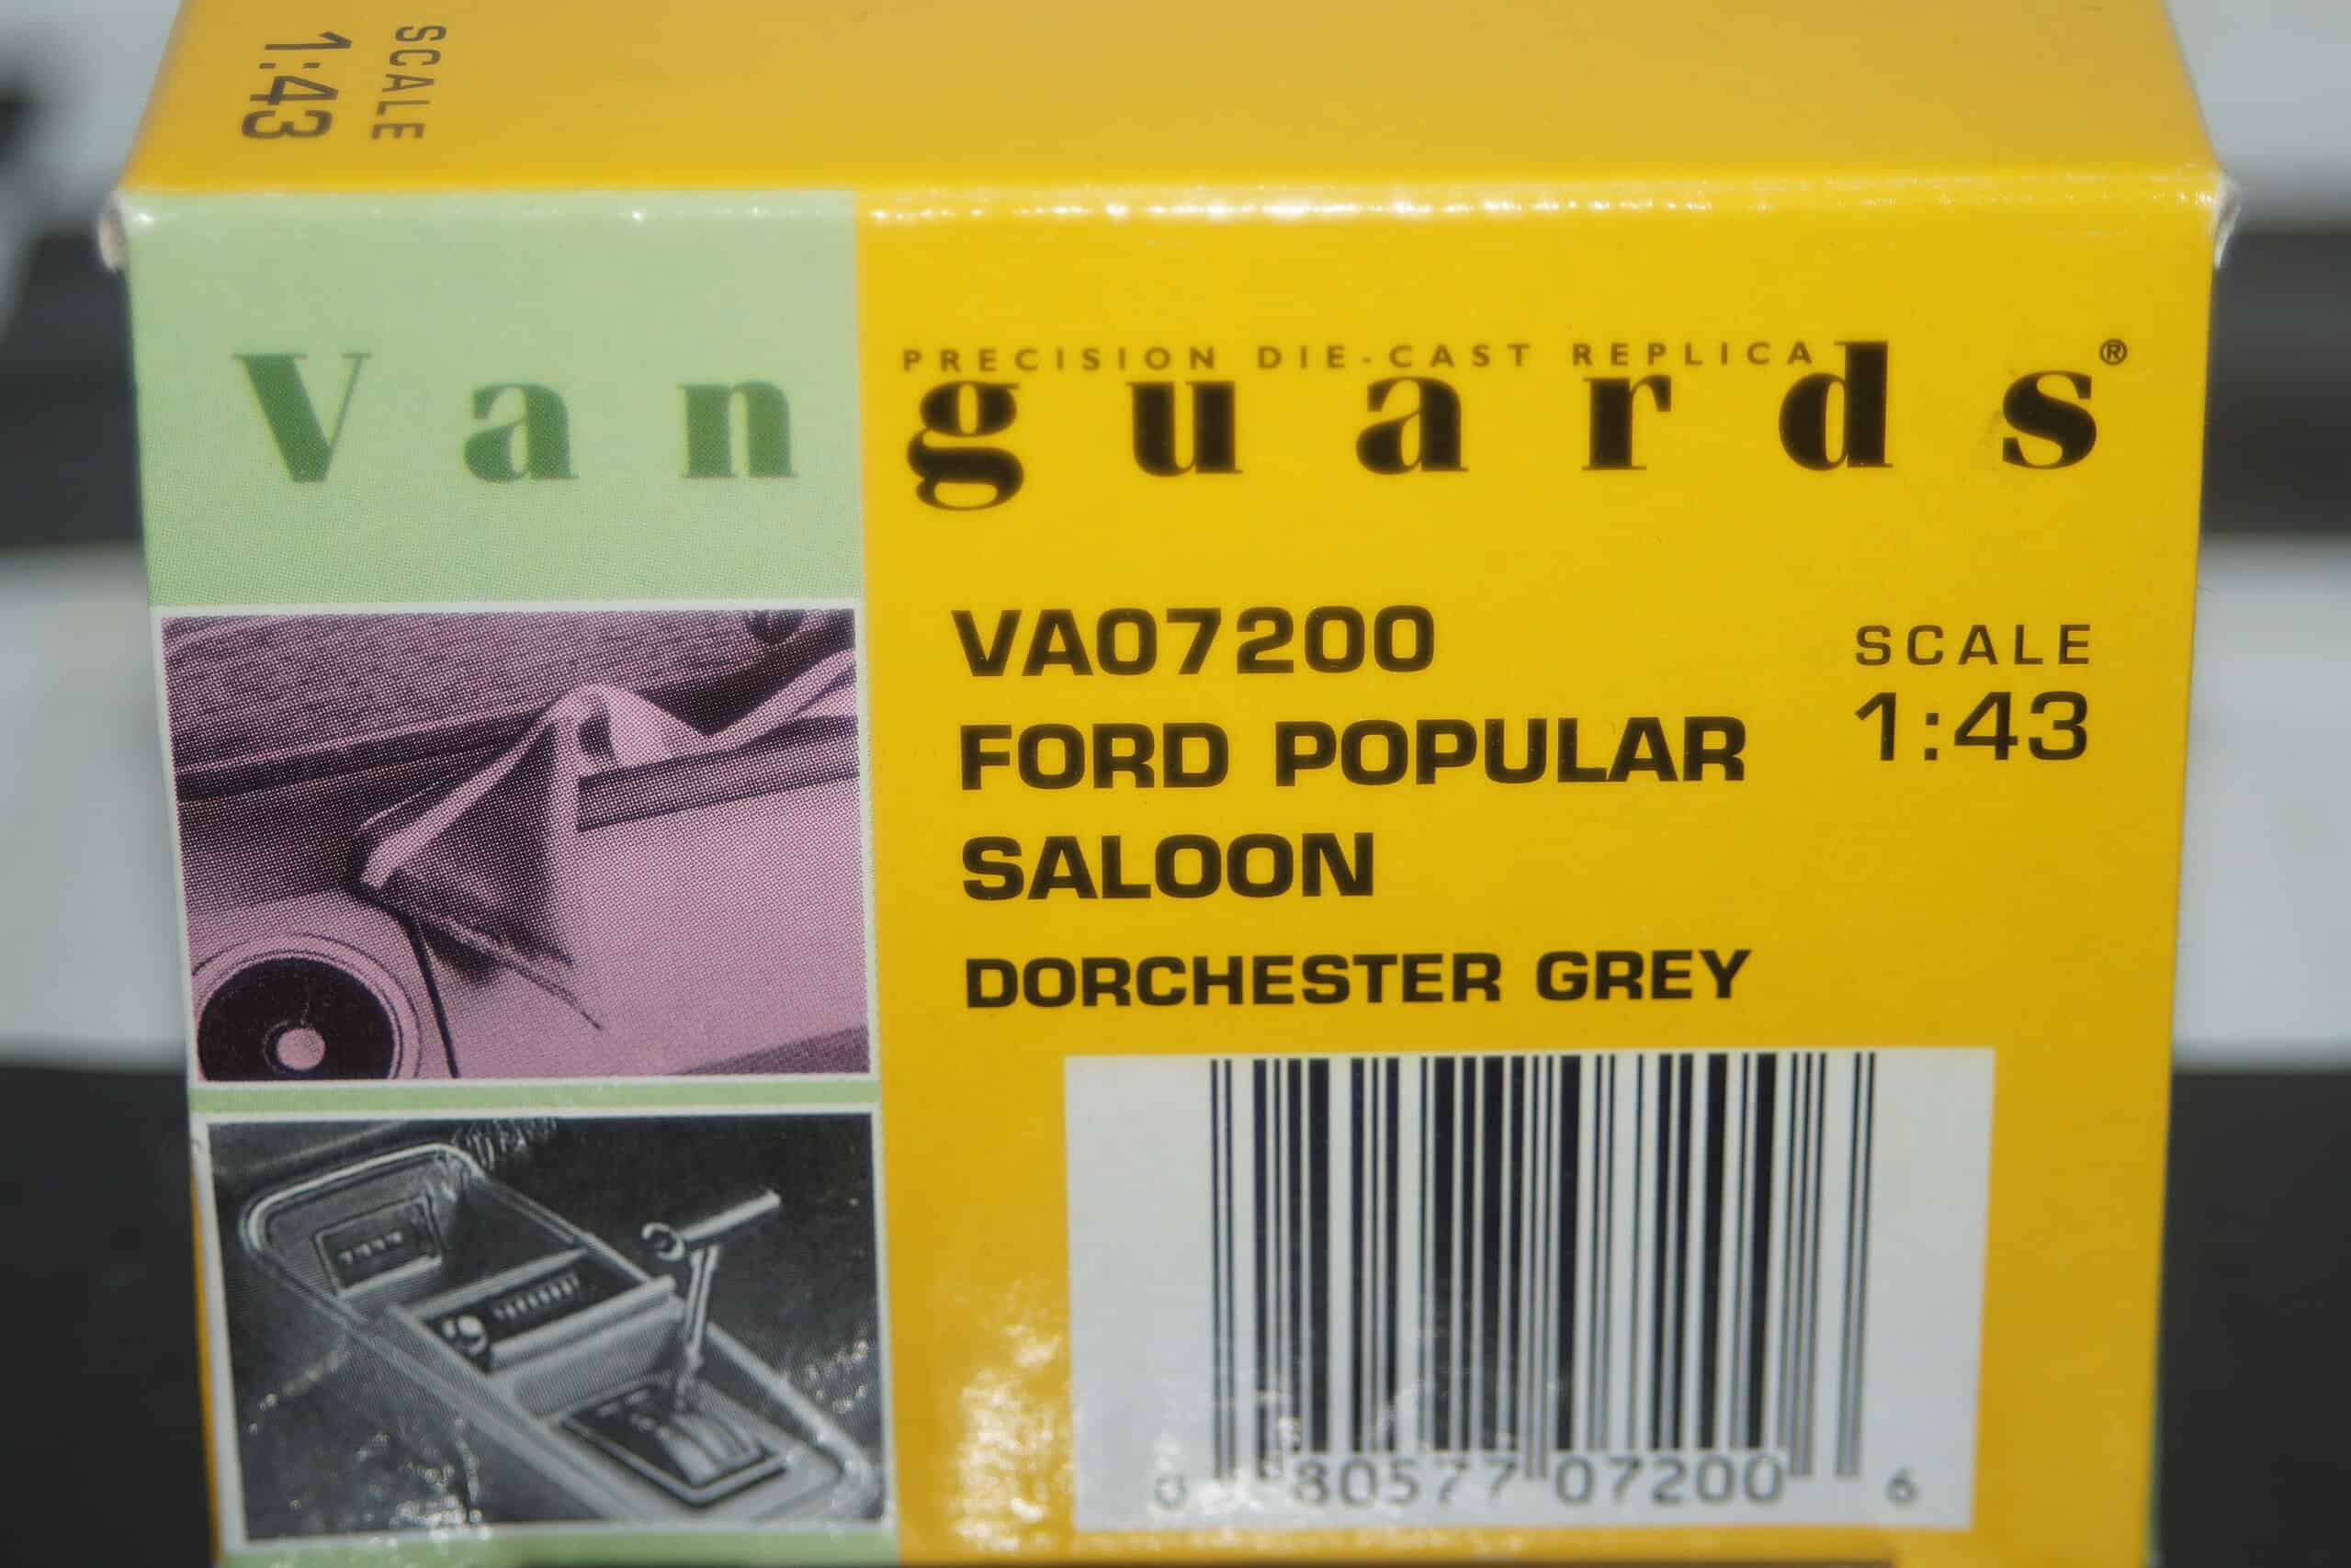 SCALE
1:43
PRECISION DIE-CAST REPLICA
Vanguards®
VA07200
FORD POPULAR
SALOON
DORCHESTER GREY
SCALE
1:43
0 80577 07200 6